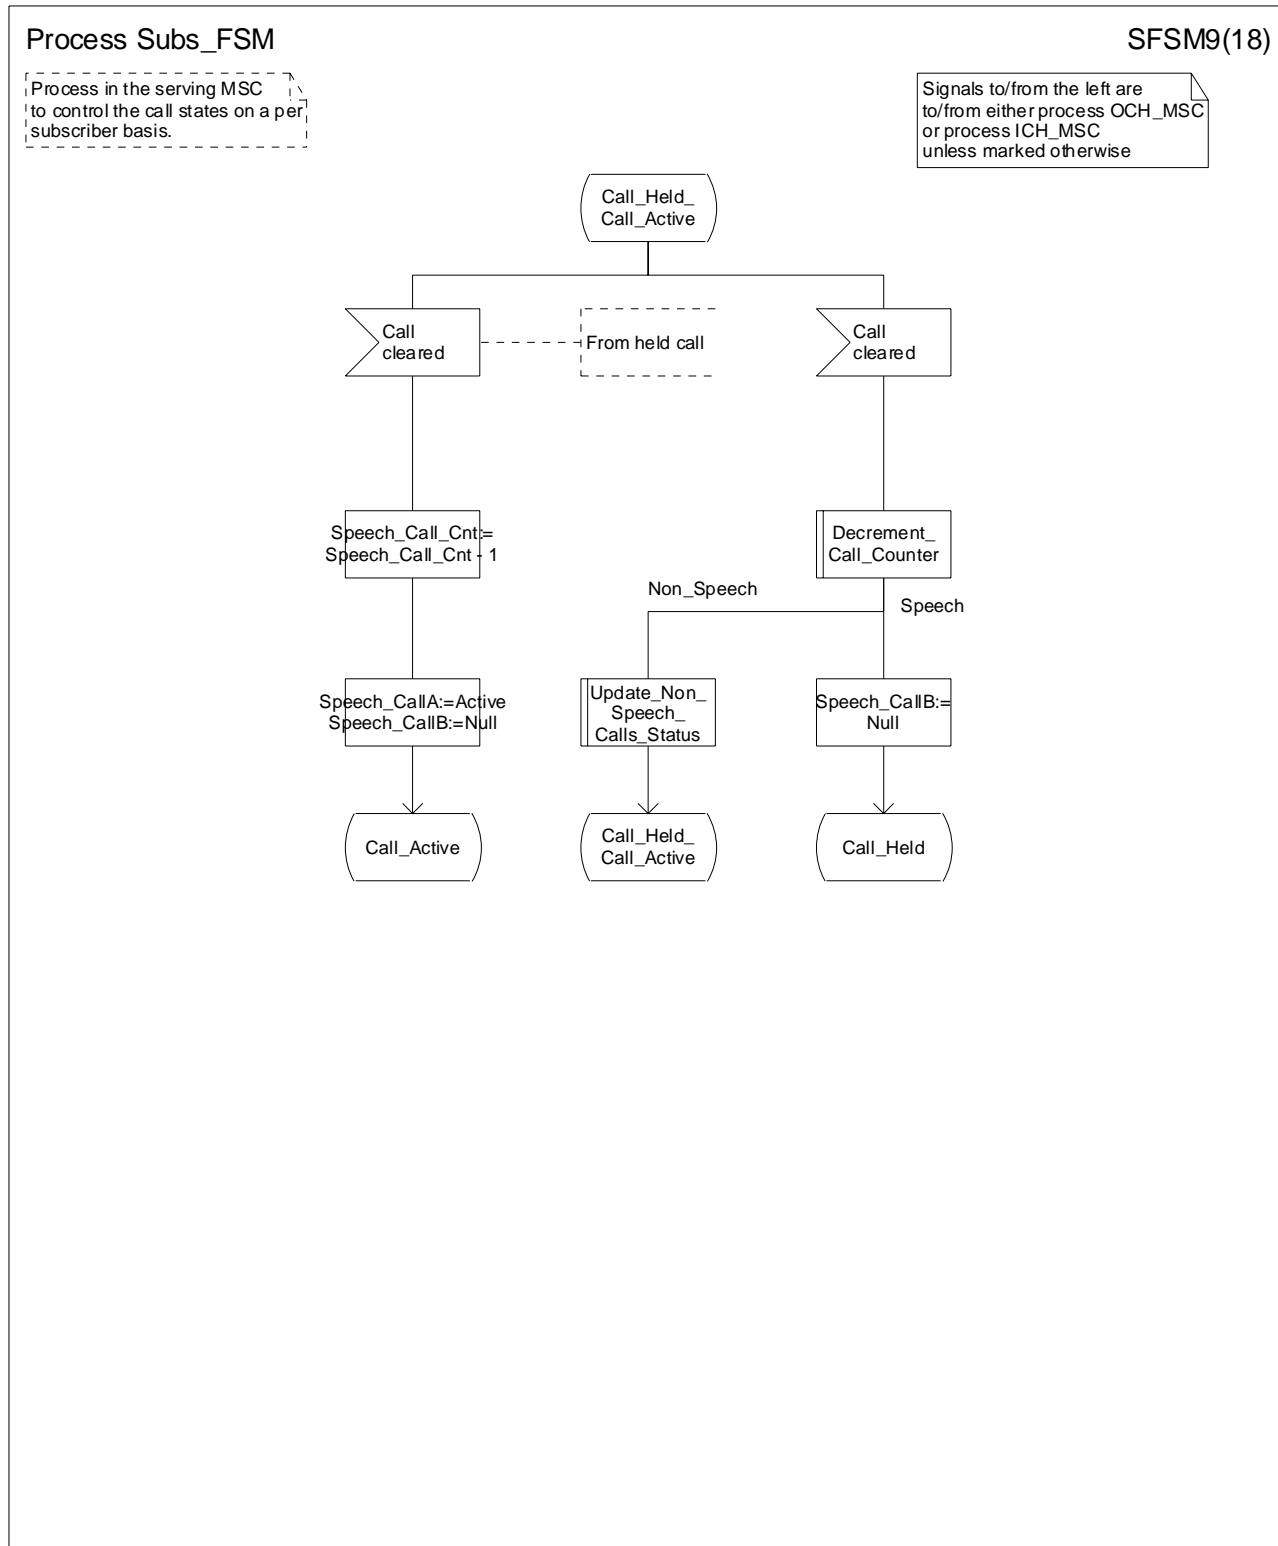 Process Subs_FSM
SFSM9(18)
Process in the serving MSC
to control the call states on a per
subscriber basis.
Signals to/from the left are
to/from either process OCH_MSC
or process ICH_MSC
unless marked otherwise
Call_Held_
Call_Active
Call
cleared
From held call
Call
cleared
Speech_Call_Cnt:=
Speech_Call_Cnt - 1
Decrement_
Call_Counter
Non_Speech
Speech
Speech_CallA:=Active
Speech_CallB:=Null
Update_Non_
Speech_
Calls_Status
Speech_CallB:=
Null
Call_Active
Call_Held_
Call_Active
Call_Held